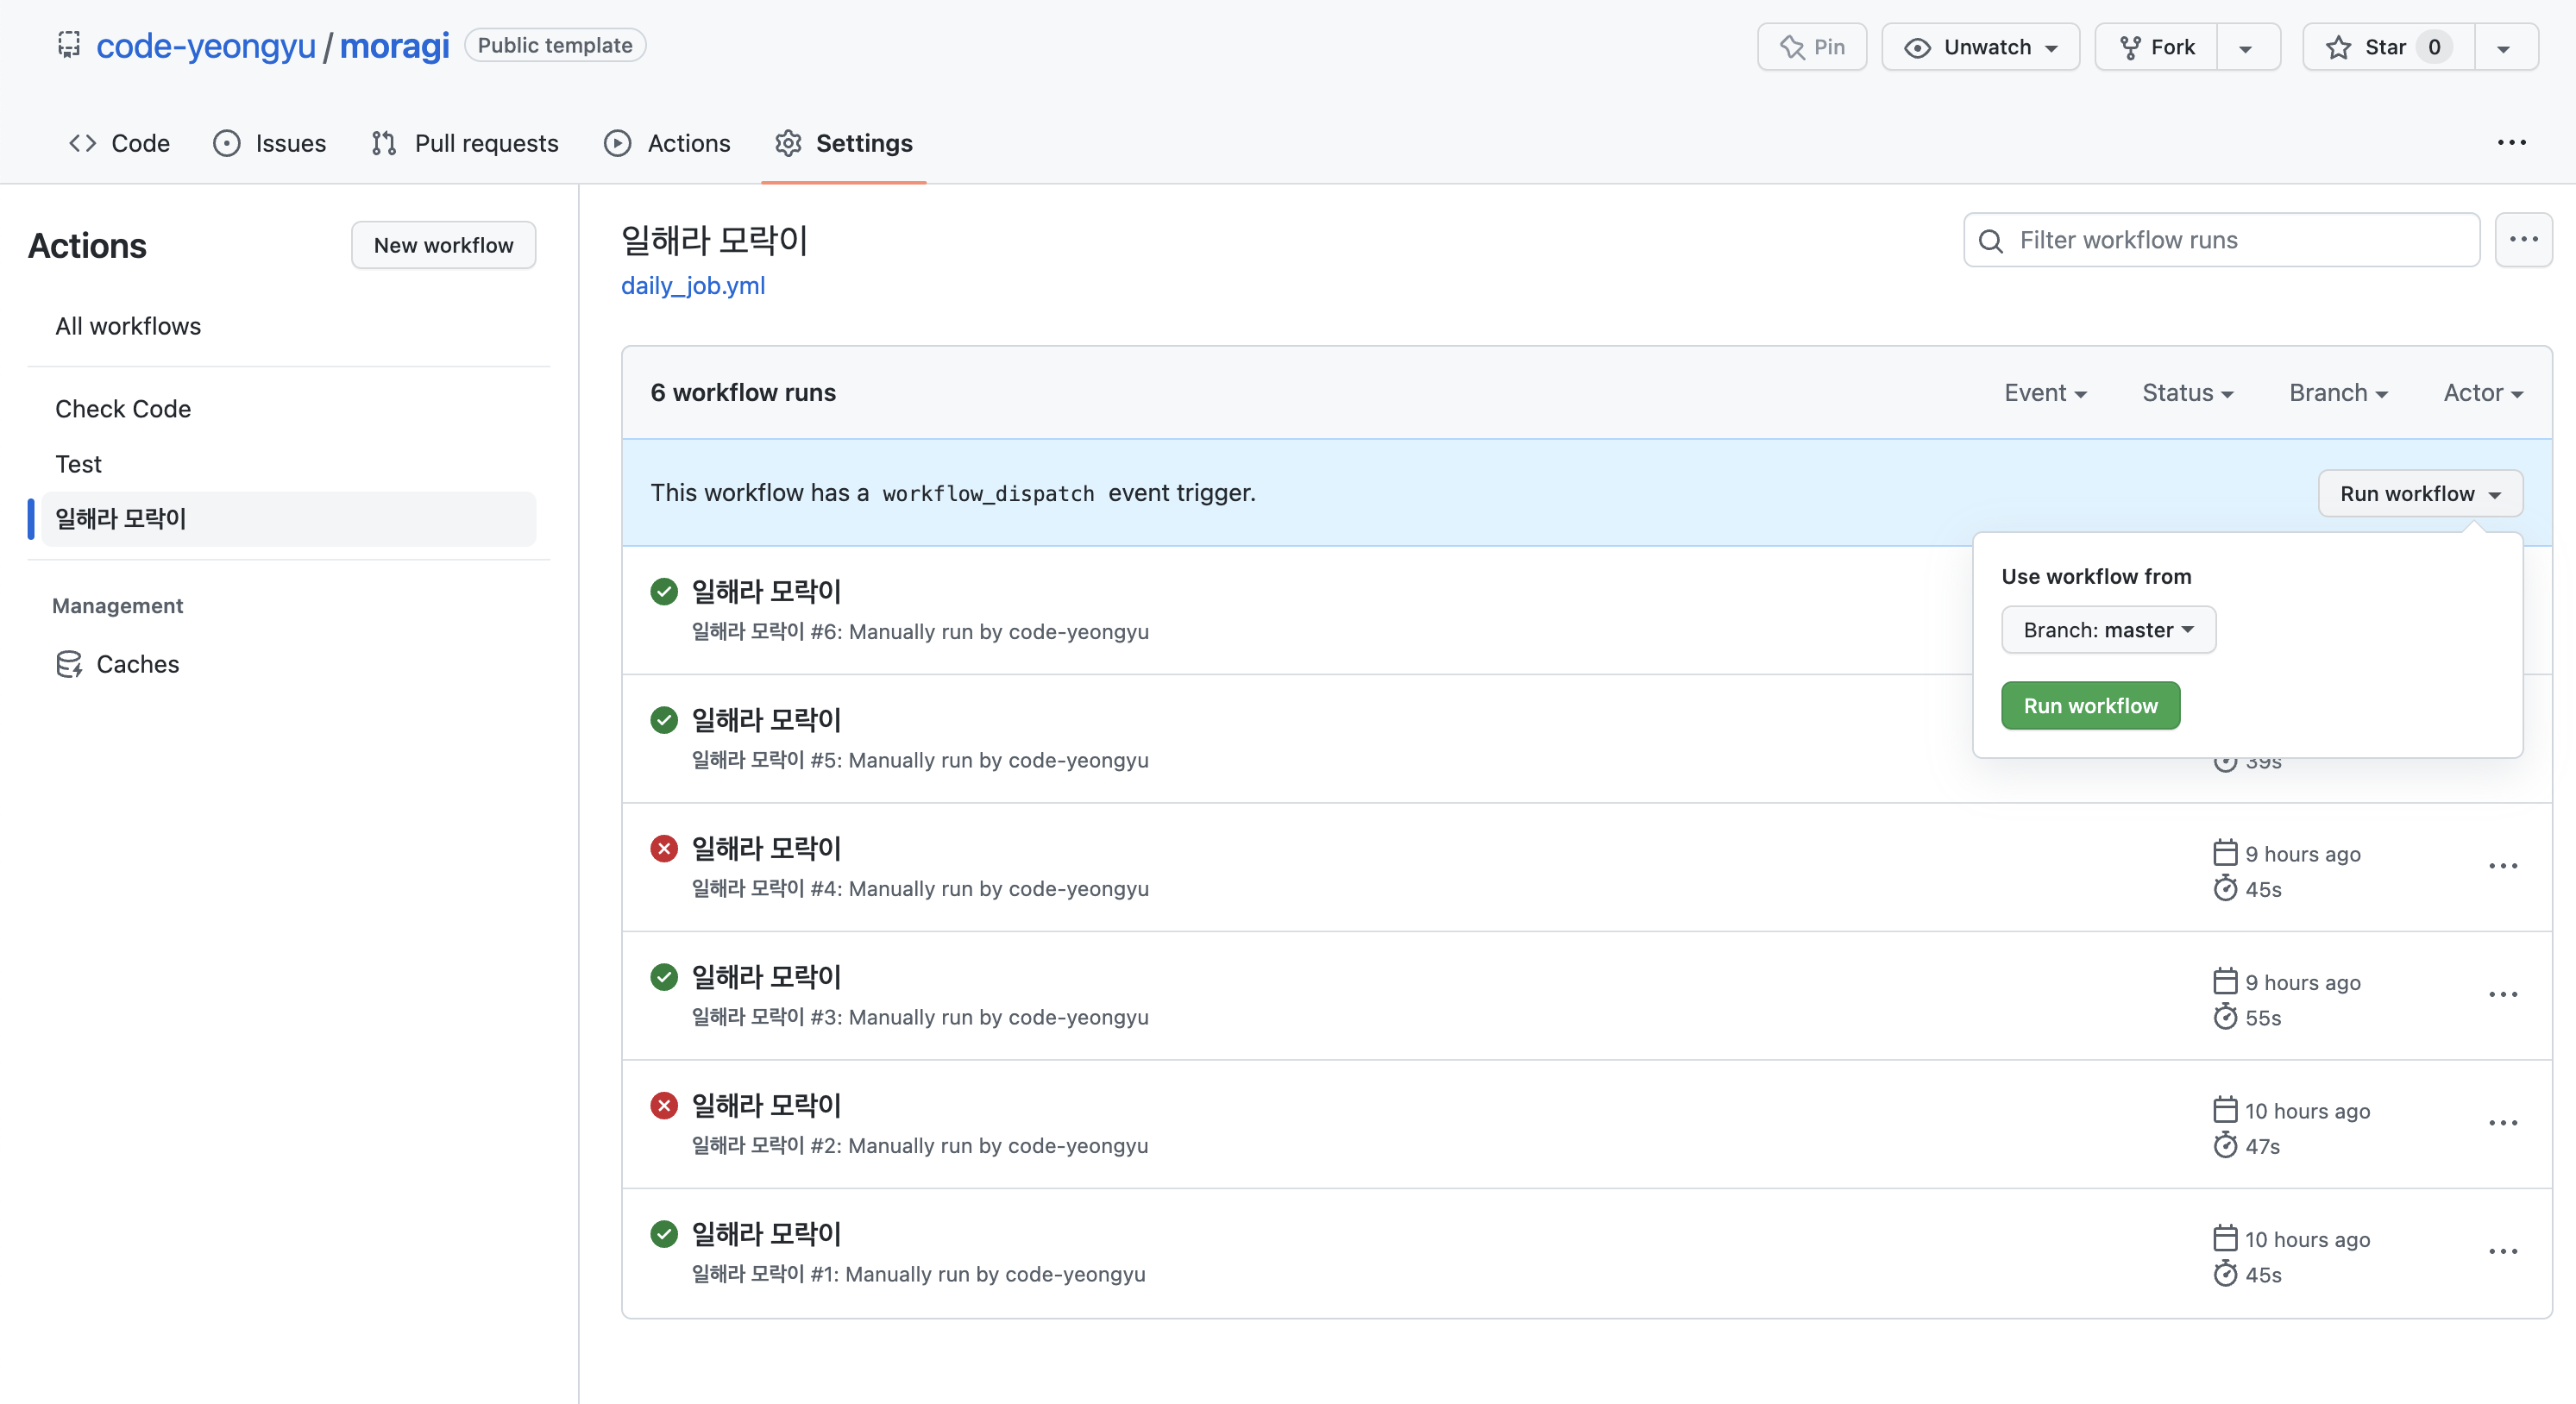 code-yeongyu / moragi Public template
Pin Unwatch Fork Star 0
Code Issues Pull requests Actions Settings
Actions New workflow
All workflows
Check Code
Test
일해라 모락이
Management
Caches
일해라 모락이
daily_job.yml
Filter workflow runs
6 workflow runs Event Status Branch Actor
This workflow has a workflow_dispatch event trigger. Run workflow
Use workflow from
Branch: master
Run workflow
일해라 모락이
일해라 모락이 #6: Manually run by code-yeongyu
일해라 모락이
일해라 모락이 #5: Manually run by code-yeongyu
39s
일해라 모락이
일해라 모락이 #4: Manually run by code-yeongyu
9 hours ago
45s
일해라 모락이
일해라 모락이 #3: Manually run by code-yeongyu
9 hours ago
55s
일해라 모락이
일해라 모락이 #2: Manually run by code-yeongyu
10 hours ago
47s
일해라 모락이
일해라 모락이 #1: Manually run by code-yeongyu
10 hours ago
45s